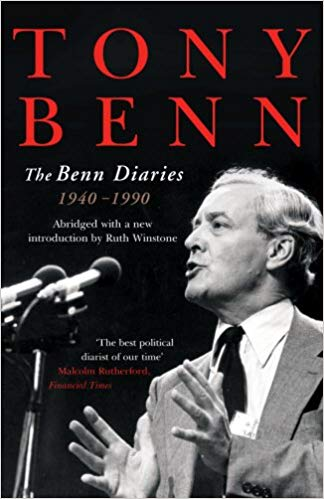 TONY
BENN
The Benn Diaries
1940–1990
Abridged with a new
introduction by Ruth Winstone
'The best political
diarist of our time'
Malcolm Rutherford,
Financial Times